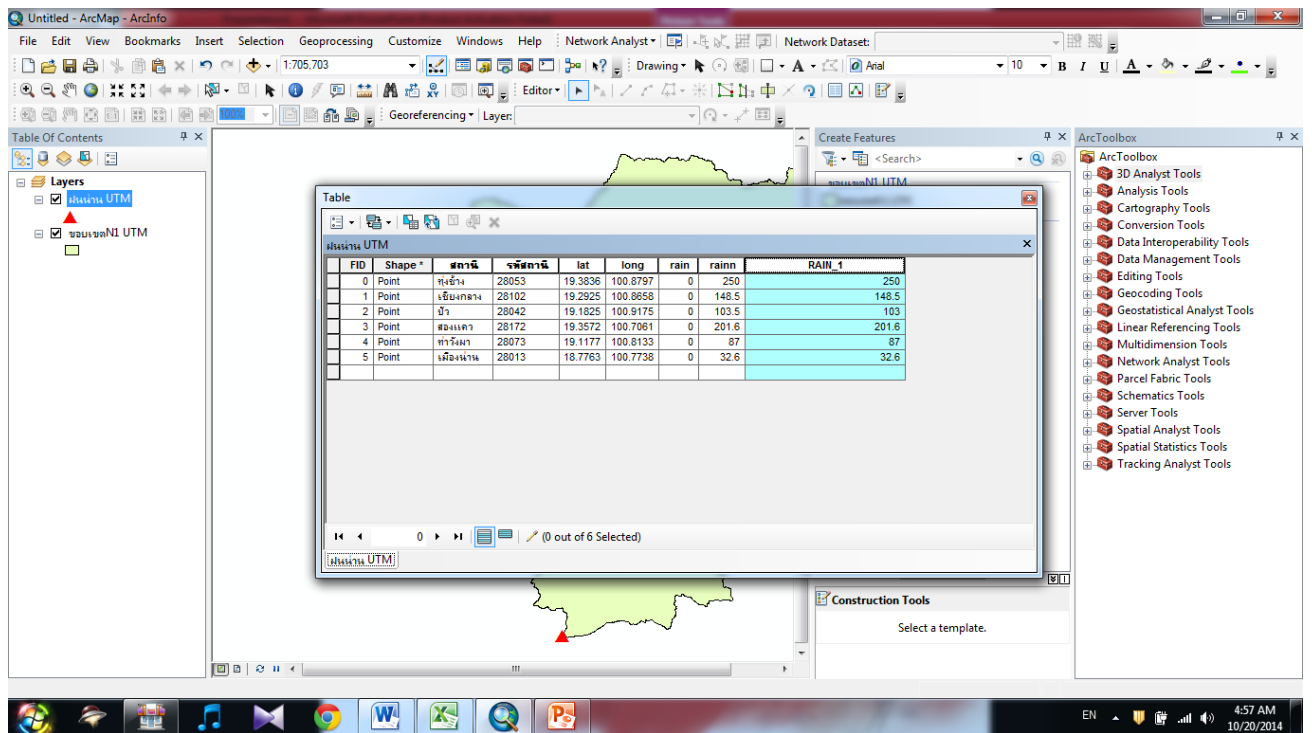 Untitled - ArcMap - ArcInfo
File Edit View Bookmarks Insert Selection Geoprocessing Customize Windows Help Network Analyst Network Dataset:
1:705,703 Drawing A Arial 10 B I U A
Editor
100% Georeferencing Layer:
Table Of Contents
Layers
ฝนน่าน UTM
ขอบเขตN1 UTM
Table
ฝนน่าน UTM
FID Shape * สถานี รหัสถานี lat long rain rainn RAIN_1
0 Point ทุ่งช้าง 28053 19.3836 100.8797 0 250 250
1 Point เชียงกลาง 28102 19.2925 100.8658 0 148.5 148.5
2 Point ปัว 28042 19.1825 100.9175 0 103.5 103
3 Point สองแคว 28172 19.3572 100.7061 0 201.6 201.6
4 Point ท่าวังผา 28073 19.1177 100.8133 0 87 87
5 Point เมืองน่าน 28013 18.7763 100.7738 0 32.6 32.6
0 (0 out of 6 Selected)
ฝนน่าน UTM
Create Features
<Search>
ขอบเขตN1 UTM
Construction Tools
Select a template.
ArcToolbox
ArcToolbox
3D Analyst Tools
Analysis Tools
Cartography Tools
Conversion Tools
Data Interoperability Tools
Data Management Tools
Editing Tools
Geocoding Tools
Geostatistical Analyst Tools
Linear Referencing Tools
Multidimension Tools
Network Analyst Tools
Parcel Fabric Tools
Schematics Tools
Server Tools
Spatial Analyst Tools
Spatial Statistics Tools
Tracking Analyst Tools
EN 4:57 AM
10/20/2014